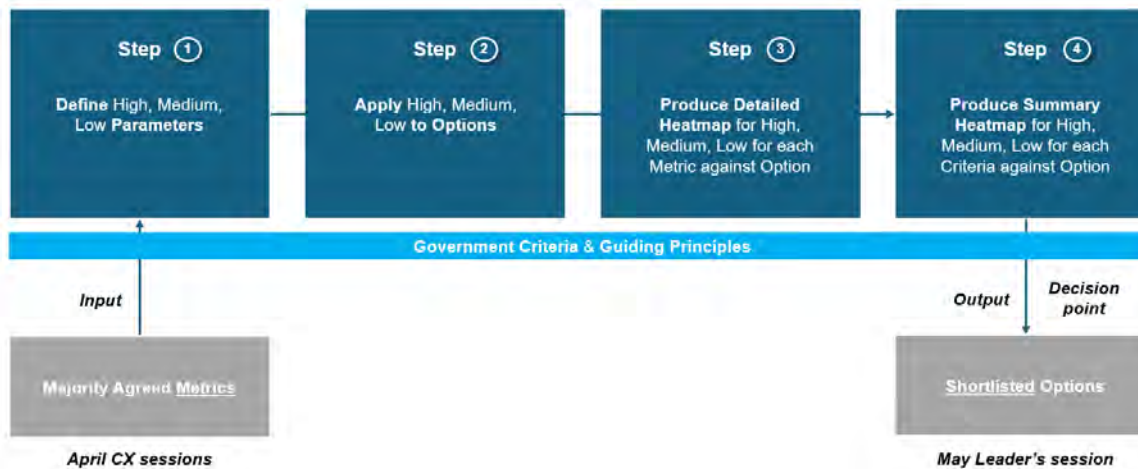 Step 1
Define High, Medium,
Low Parameters
Step 2
Apply High, Medium,
Low to Options
Step 3
Produce Detailed
Heatmap for High,
Medium, Low for each
Metric against Option
Step 4
Produce Summary
Heatmap for High,
Medium, Low for each
Criteria against Option
Government Criteria & Guiding Principles
Input
Output
Decision
point
Majority Agreed Metrics
Shortlisted Options
April CX sessions
May Leader's session